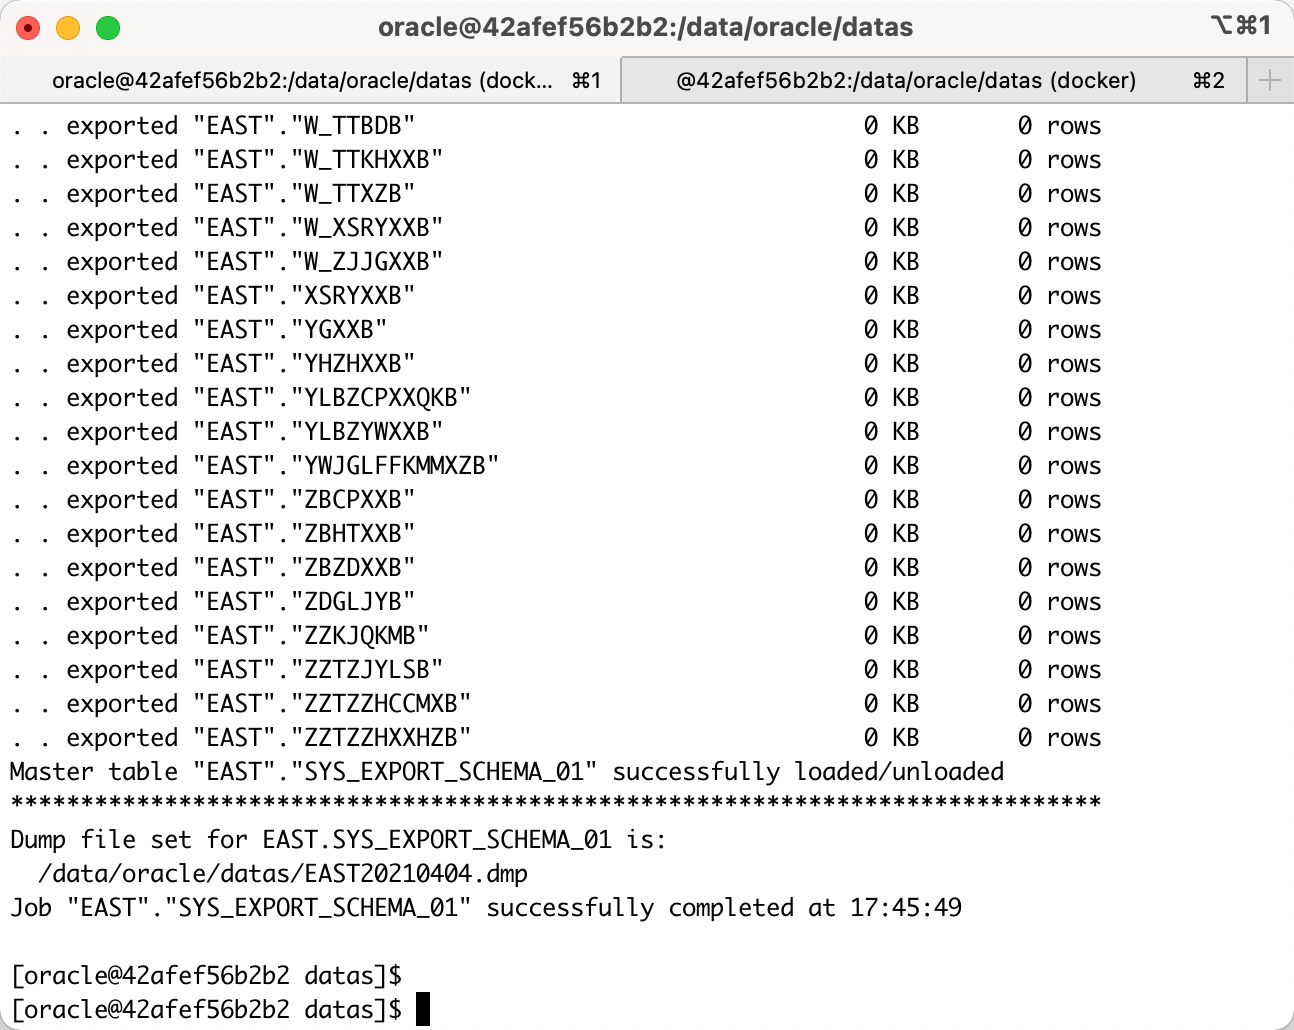 oracle@42afef56b2b2:/data/oracle/datas
⌥⌘1
oracle@42afef56b2b2:/data/oracle/datas (dock... ⌘1
@42afef56b2b2:/data/oracle/datas (docker) ⌘2
. . exported "EAST"."W_TTBDB" 0 KB 0 rows
. . exported "EAST"."W_TTKHXXB" 0 KB 0 rows
. . exported "EAST"."W_TTXZB" 0 KB 0 rows
. . exported "EAST"."W_XSRYXXB" 0 KB 0 rows
. . exported "EAST"."W_ZJJGXXB" 0 KB 0 rows
. . exported "EAST"."XSRYXXB" 0 KB 0 rows
. . exported "EAST"."YGXXB" 0 KB 0 rows
. . exported "EAST"."YHZHXXB" 0 KB 0 rows
. . exported "EAST"."YLBZCPXXQKB" 0 KB 0 rows
. . exported "EAST"."YLBZYWXXB" 0 KB 0 rows
. . exported "EAST"."YWJGLFFKMMXZB" 0 KB 0 rows
. . exported "EAST"."ZBCPXXB" 0 KB 0 rows
. . exported "EAST"."ZBHTXXB" 0 KB 0 rows
. . exported "EAST"."ZBZDXXB" 0 KB 0 rows
. . exported "EAST"."ZDGLJYB" 0 KB 0 rows
. . exported "EAST"."ZZKJQKMB" 0 KB 0 rows
. . exported "EAST"."ZZTZJYLSB" 0 KB 0 rows
. . exported "EAST"."ZZTZZHCCMXB" 0 KB 0 rows
. . exported "EAST"."ZZTZZHXXHZB" 0 KB 0 rows
Master table "EAST"."SYS_EXPORT_SCHEMA_01" successfully loaded/unloaded
******************************************************************************
Dump file set for EAST.SYS_EXPORT_SCHEMA_01 is:
/data/oracle/datas/EAST20210404.dmp
Job "EAST"."SYS_EXPORT_SCHEMA_01" successfully completed at 17:45:49
[oracle@42afef56b2b2 datas]$
[oracle@42afef56b2b2 datas]$